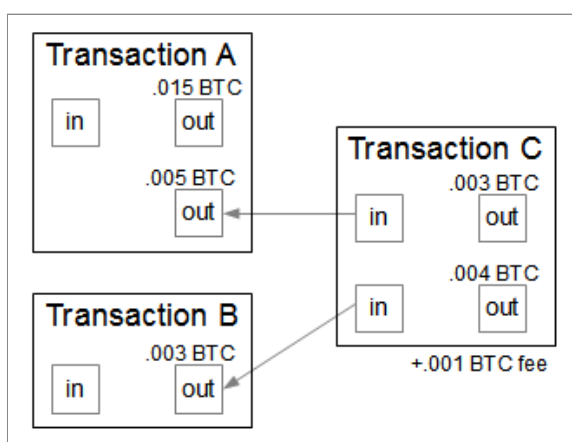 Transaction A
.015 BTC
in out
.005 BTC
out
Transaction B
.003 BTC
in out
Transaction C
.003 BTC
in out
.004 BTC
in out
+.001 BTC fee